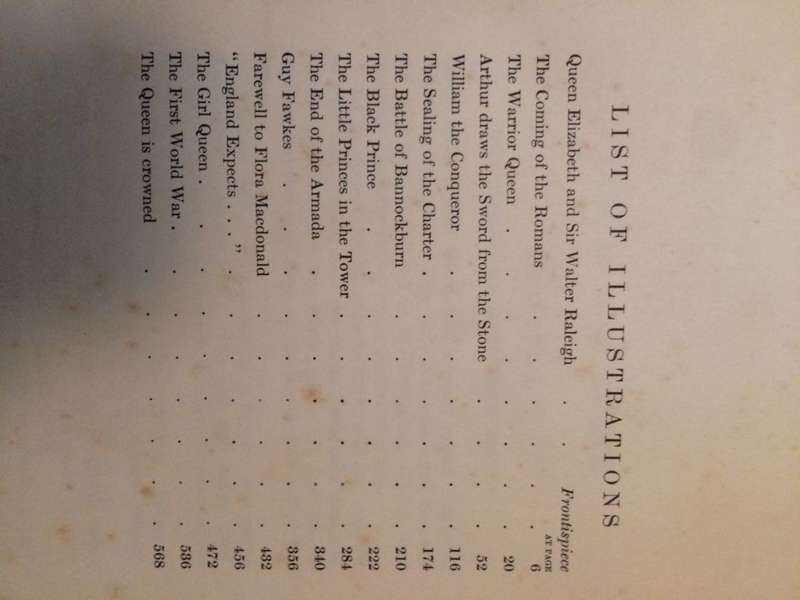 LIST OF ILLUSTRATIONS
Queen Elizabeth and Sir Walter Raleigh . . Frontispiece
AT PAGE
The Coming of the Romans . . . . . . 6
The Warrior Queen . . . . . . . 20
Arthur draws the Sword from the Stone . . . . 52
William the Conqueror . . . . . . . 116
The Sealing of the Charter . . . . . . . 174
The Battle of Bannockburn . . . . . . 210
The Black Prince . . . . . . . . 222
The Little Princes in the Tower . . . . . . 284
The End of the Armada . . . . . . . 340
Guy Fawkes . . . . . . . . . 356
Farewell to Flora Macdonald . . . . . . 432
"England Expects . . . " . . . . . . . 456
The Girl Queen . . . . . . . . . 472
The First World War . . . . . . . . 536
The Queen is crowned . . . . . . . 568